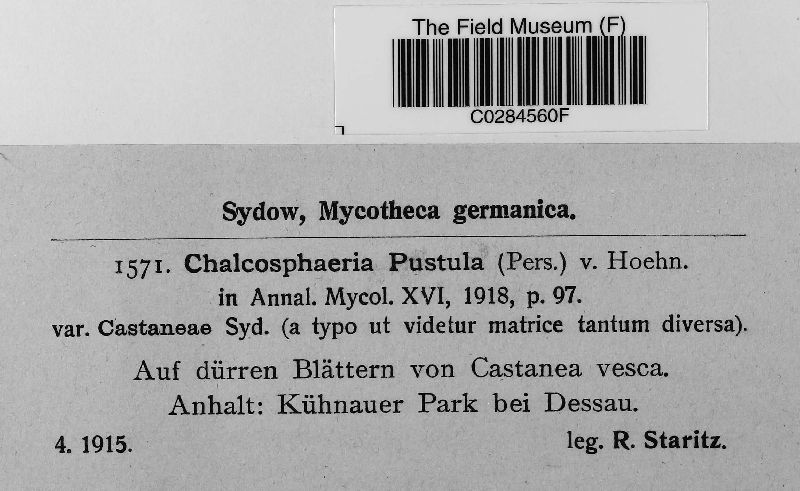 The Field Museum (F)
C0284560F
Sydow, Mycotheca germanica.
1571. Chalcosphaeria Pustula (Pers.) v. Hoehn.
in Annal. Mycol. XVI, 1918, p. 97.
var. Castaneae Syd. (a typo ut videtur matrice tantum diversa).
Auf dürren Blättern von Castanea vesca.
Anhalt: Kühnauer Park bei Dessau.
4. 1915. leg. R. Staritz.